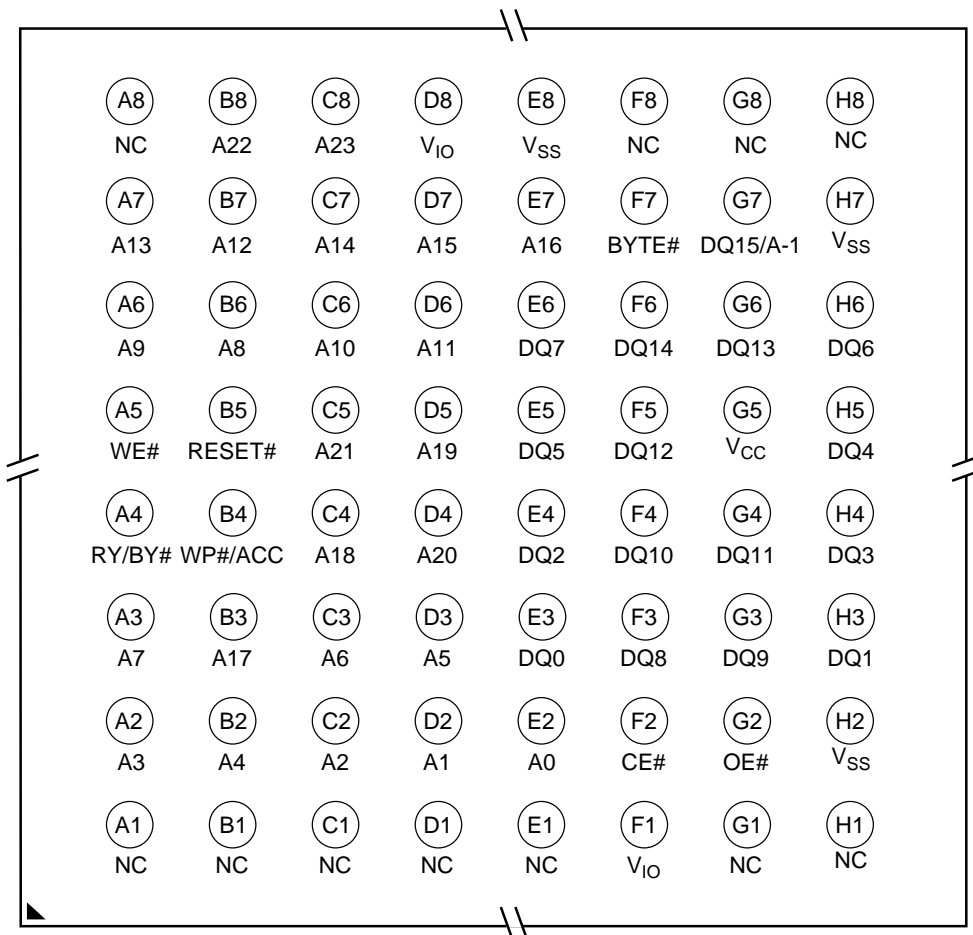 A8 B8 C8 D8 E8 F8 G8 H8
NC A22 A23 VIO VSS NC NC NC
A7 B7 C7 D7 E7 F7 G7 H7
A13 A12 A14 A15 A16 BYTE# DQ15/A-1 VSS
A6 B6 C6 D6 E6 F6 G6 H6
A9 A8 A10 A11 DQ7 DQ14 DQ13 DQ6
A5 B5 C5 D5 E5 F5 G5 H5
WE# RESET# A21 A19 DQ5 DQ12 VCC DQ4
A4 B4 C4 D4 E4 F4 G4 H4
RY/BY# WP#/ACC A18 A20 DQ2 DQ10 DQ11 DQ3
A3 B3 C3 D3 E3 F3 G3 H3
A7 A17 A6 A5 DQ0 DQ8 DQ9 DQ1
A2 B2 C2 D2 E2 F2 G2 H2
A3 A4 A2 A1 A0 CE# OE# VSS
A1 B1 C1 D1 E1 F1 G1 H1
NC NC NC NC NC VIO NC NC